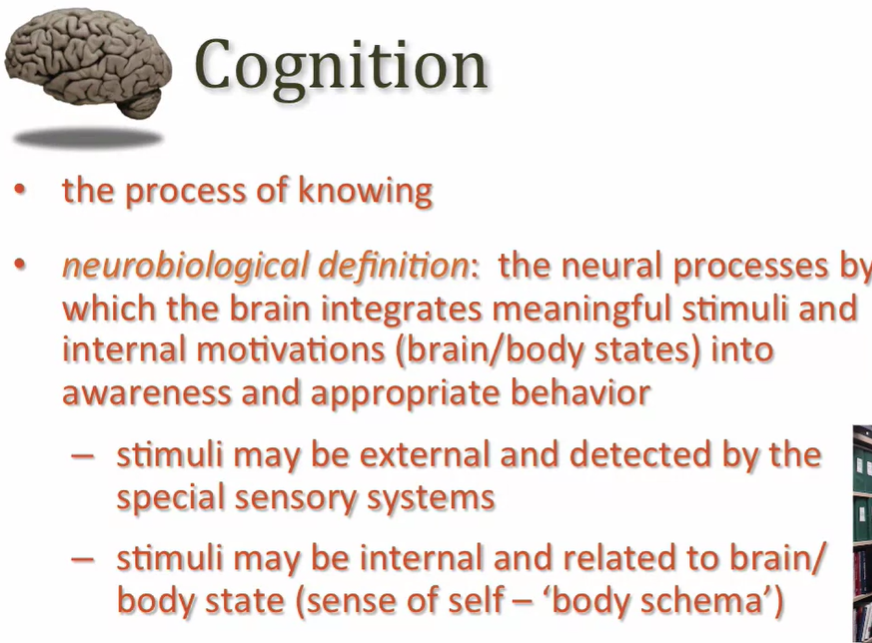 Cognition
• the process of knowing
• neurobiological definition: the neural processes by
which the brain integrates meaningful stimuli and
internal motivations (brain/body states) into
awareness and appropriate behavior
– stimuli may be external and detected by the
special sensory systems
– stimuli may be internal and related to brain/
body state (sense of self – ‘body schema’)